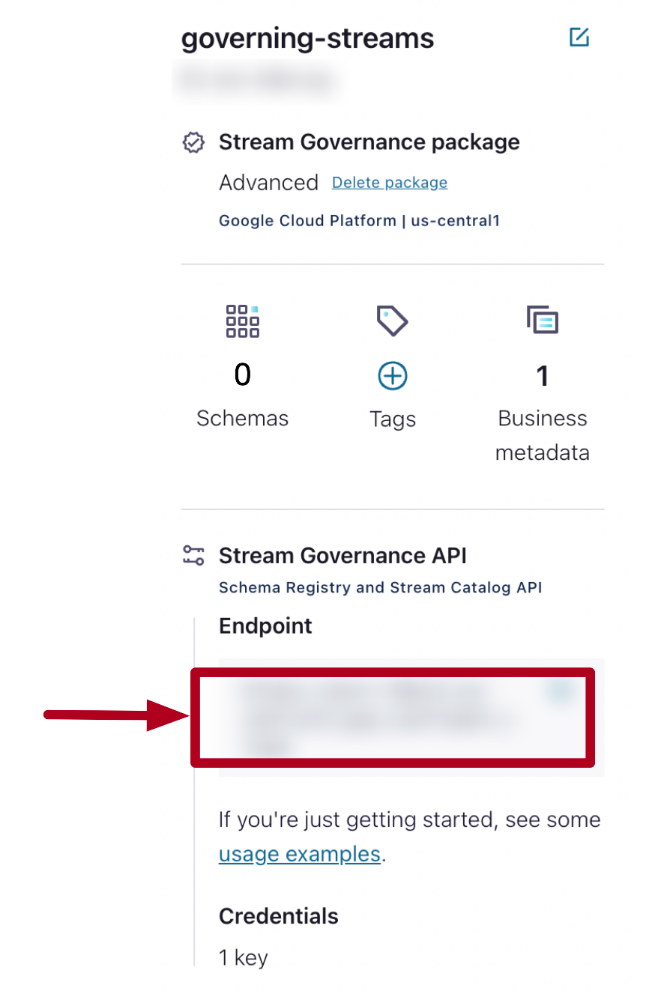 governing-streams
Stream Governance package
Advanced Delete package
Google Cloud Platform | us-central1
0 1
Schemas Tags Business
metadata
Stream Governance API
Schema Registry and Stream Catalog API
Endpoint
If you're just getting started, see some
usage examples.
Credentials
1 key